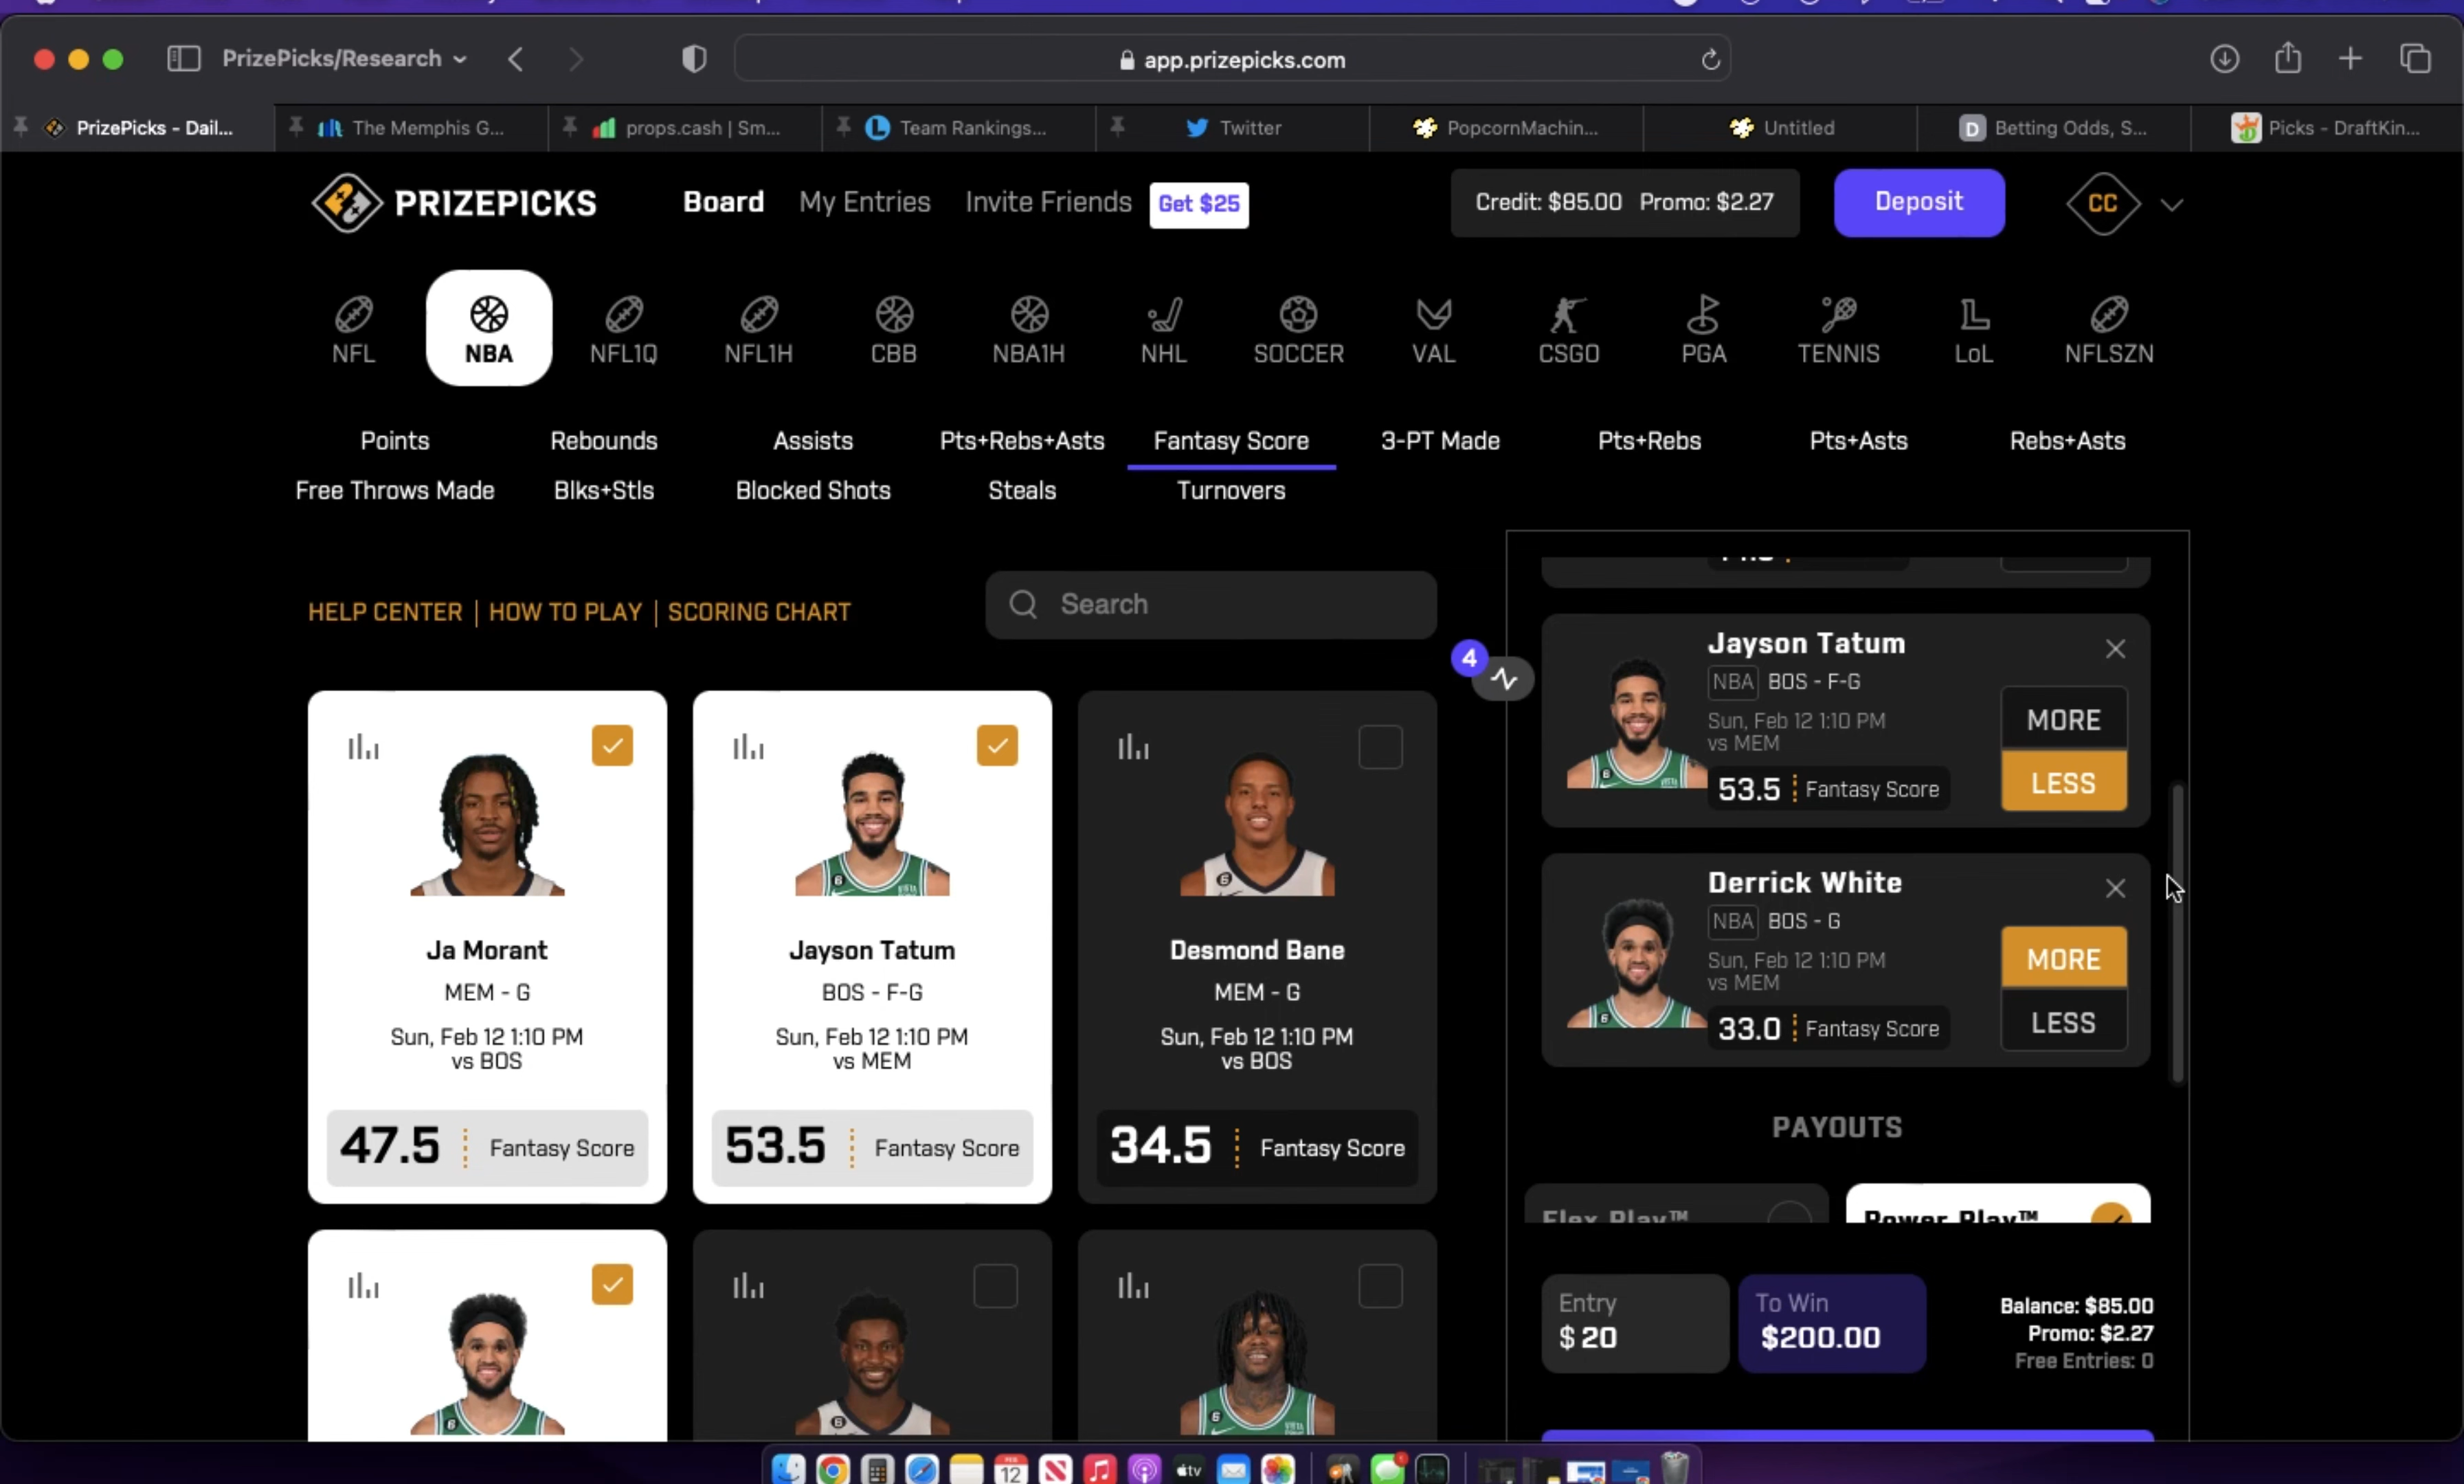 PrizePicks/Research
app.prizepicks.com
PrizePicks - Dail...
The Memphis G...
props.cash | Sm...
Team Rankings...
Twitter
PopcornMachin...
Untitled
Betting Odds, S...
Picks - DraftKin...
PRIZEPICKS
Board
My Entries
Invite Friends
Get $25
Credit: $85.00 Promo: $2.27
Deposit
CC
NFL
NBA
NFL1Q
NFL1H
CBB
NBA1H
NHL
SOCCER
VAL
CSGO
PGA
TENNIS
LoL
NFLSZN
Points
Rebounds
Assists
Pts+Rebs+Asts
Fantasy Score
3-PT Made
Pts+Rebs
Pts+Asts
Rebs+Asts
Free Throws Made
Blks+Stls
Blocked Shots
Steals
Turnovers
HELP CENTER | HOW TO PLAY | SCORING CHART
Search
Ja Morant
MEM - G
Sun, Feb 12 1:10 PM
vs BOS
47.5 Fantasy Score
Jayson Tatum
BOS - F-G
Sun, Feb 12 1:10 PM
vs MEM
53.5 Fantasy Score
Desmond Bane
MEM - G
Sun, Feb 12 1:10 PM
vs BOS
34.5 Fantasy Score
4
Jayson Tatum
NBA BOS - F-G
Sun, Feb 12 1:10 PM
vs MEM
53.5 Fantasy Score
MORE
LESS
Derrick White
NBA BOS - G
Sun, Feb 12 1:10 PM
vs MEM
33.0 Fantasy Score
MORE
LESS
PAYOUTS
Flex Play™
Power Play™
Entry
$ 20
To Win
$200.00
Balance: $85.00
Promo: $2.27
Free Entries: 0
FEB
12
tv